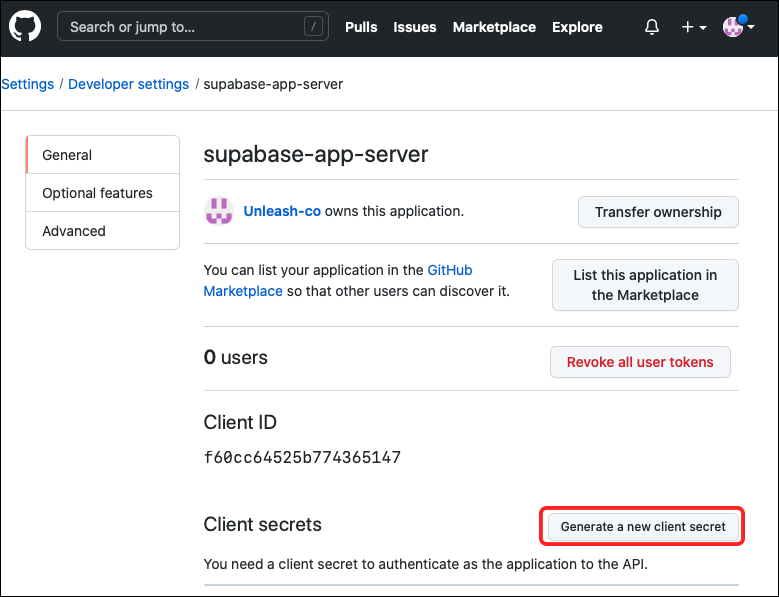 Search or jump to... / Pulls Issues Marketplace Explore
Settings / Developer settings / supabase-app-server
General
Optional features
Advanced
supabase-app-server
Unleash-co owns this application.
Transfer ownership
You can list your application in the GitHub
Marketplace so that other users can discover it.
List this application in
the Marketplace
0 users
Revoke all user tokens
Client ID
f60cc64525b774365147
Client secrets
Generate a new client secret
You need a client secret to authenticate as the application to the API.